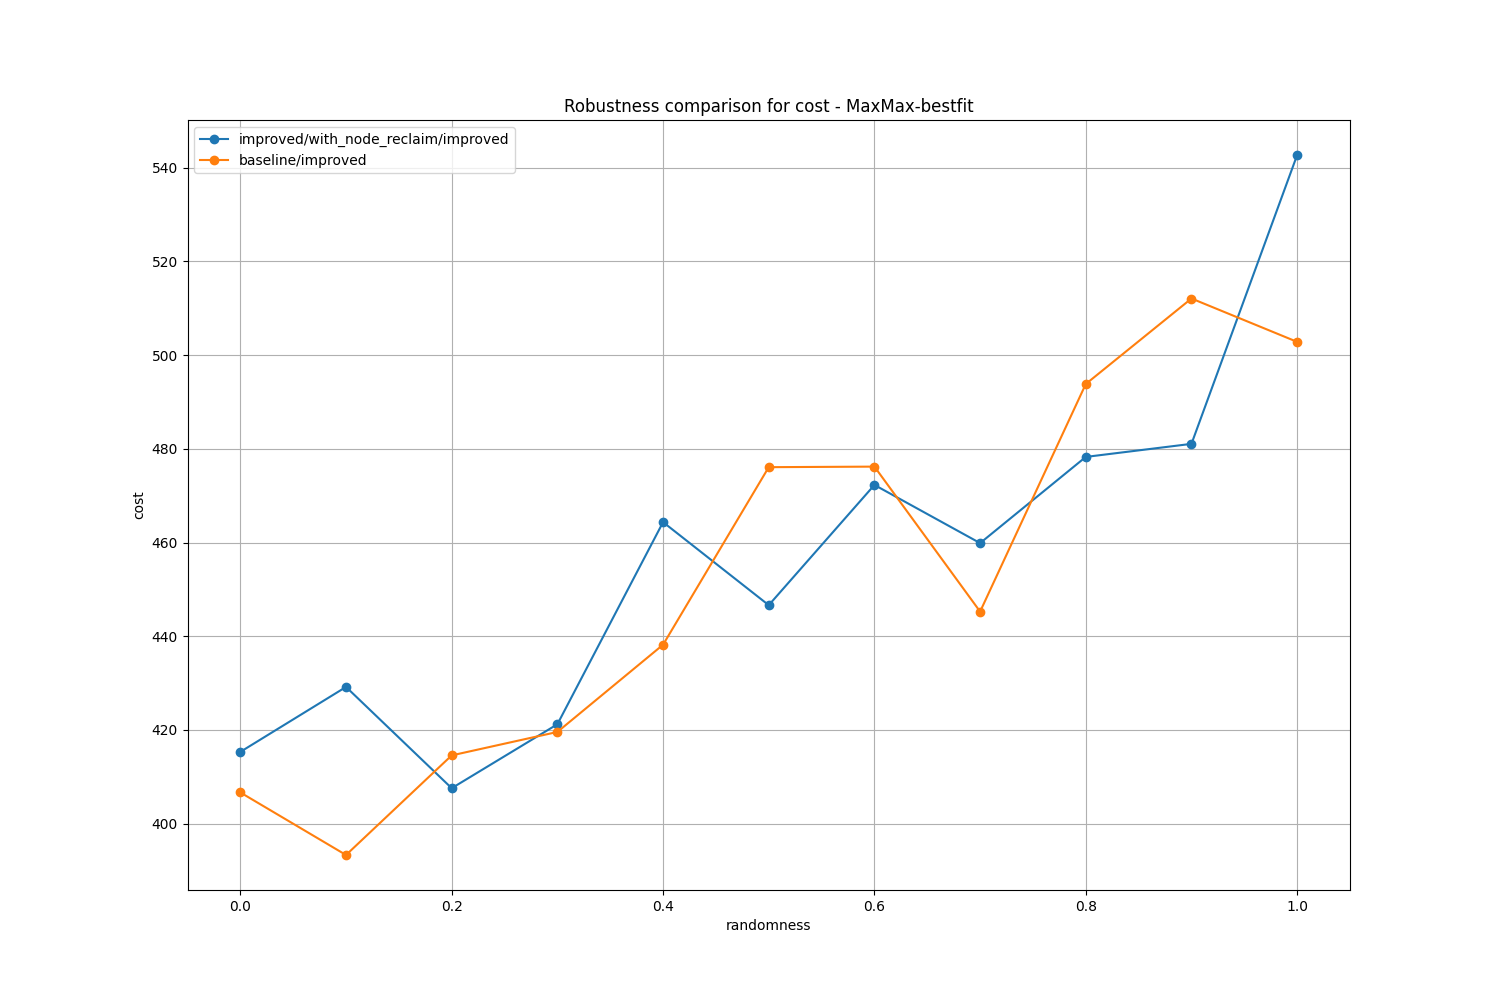 Robustness comparison for cost - MaxMax-bestfit
improved/with_node_reclaim/improved
baseline/improved
540
520
500
480
460
440
420
400
cost
0.0 0.2 0.4 0.6 0.8 1.0
randomness